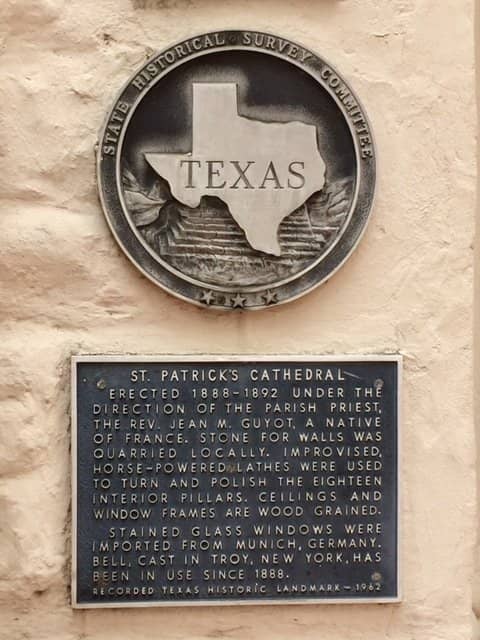 STATE HISTORICAL SURVEY COMMITTEE
TEXAS
ST. PATRICK'S CATHEDRAL
ERECTED 1888-1892 UNDER THE
DIRECTION OF THE PARISH PRIEST,
THE REV. JEAN M. GUYOT, A NATIVE
OF FRANCE. STONE FOR WALLS WAS
QUARRIED LOCALLY. IMPROVISED,
HORSE-POWERED LATHES WERE USED
TO TURN AND POLISH THE EIGHTEEN
INTERIOR PILLARS. CEILINGS AND
WINDOW FRAMES ARE WOOD GRAINED.
STAINED GLASS WINDOWS WERE
IMPORTED FROM MUNICH, GERMANY.
BELL, CAST IN TROY, NEW YORK, HAS
BEEN IN USE SINCE 1888.
RECORDED TEXAS HISTORIC LANDMARK-1962